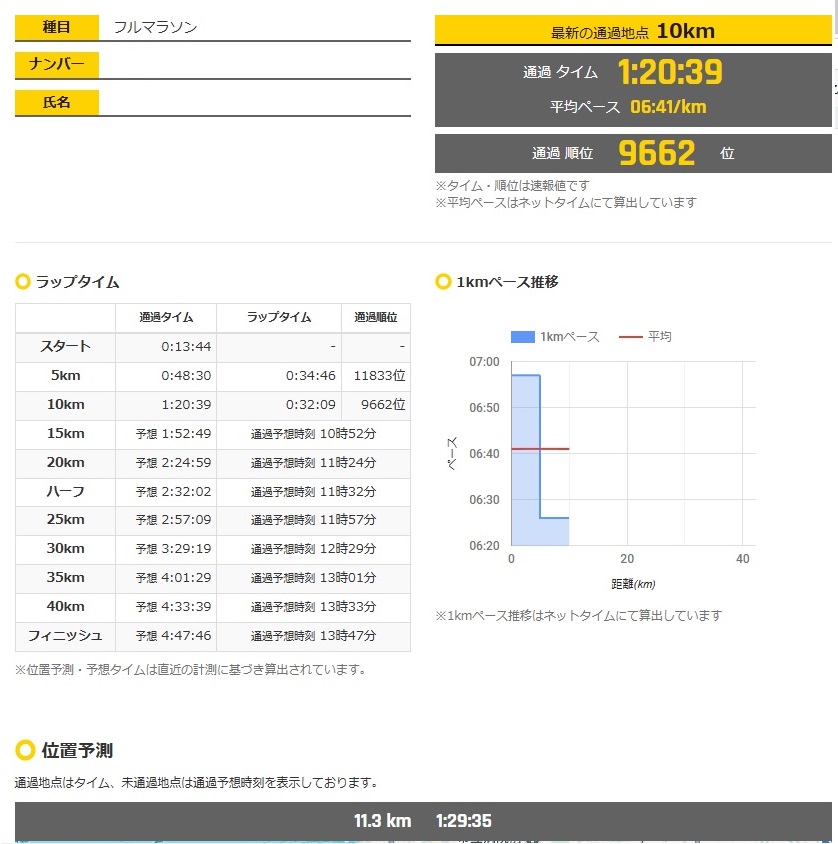 種目 フルマラソン
ナンバー
氏名
最新の通過地点 10km
通過 タイム 1:20:39
平均ペース 06:41/km
通過 順位 9662 位
※タイム・順位は速報値です
※平均ペースはネットタイムにて算出しています
ラップタイム
通過タイム ラップタイム 通過順位
スタート 0:13:44 - -
5km 0:48:30 0:34:46 11833位
10km 1:20:39 0:32:09 9662位
15km 予想 1:52:49 通過予想時刻 10時52分
20km 予想 2:24:59 通過予想時刻 11時24分
ハーフ 予想 2:32:02 通過予想時刻 11時32分
25km 予想 2:57:09 通過予想時刻 11時57分
30km 予想 3:29:19 通過予想時刻 12時29分
35km 予想 4:01:29 通過予想時刻 13時01分
40km 予想 4:33:39 通過予想時刻 13時33分
フィニッシュ 予想 4:47:46 通過予想時刻 13時47分
※位置予測・予想タイムは直近の計測に基づき算出されています。
1kmペース推移
1kmペース 平均
07:00
06:50
06:40
06:30
06:20
ペース
0 20 40
距離(km)
※1kmペース推移はネットタイムにて算出しています
位置予測
通過地点はタイム、未通過地点は通過予想時刻を表示しております。
11.3 km 1:29:35